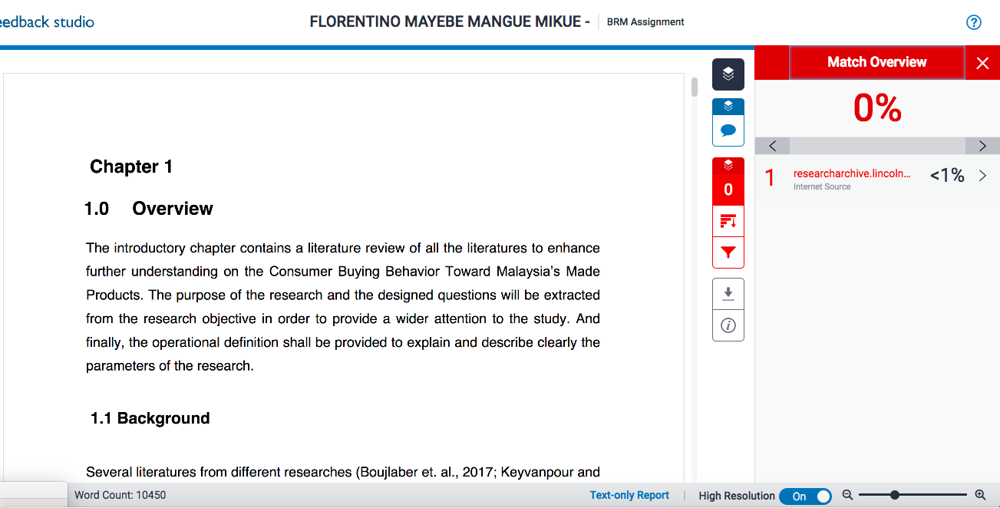 eedback studio
FLORENTINO MAYEBE MANGUE MIKUE -
BRM Assignment
?
Match Overview
0%
1
researcharchive.lincoln...
<1%
Internet Source
0
i
Chapter 1
1.0 Overview
The introductory chapter contains a literature review of all the literatures to enhance
further understanding on the Consumer Buying Behavior Toward Malaysia's Made
Products. The purpose of the research and the designed questions will be extracted
from the research objective in order to provide a wider attention to the study. And
finally, the operational definition shall be provided to explain and describe clearly the
parameters of the research.
1.1 Background
Several literatures from different researches (Boujlaber et. al., 2017; Keyvanpour and
Word Count: 10450
Text-only Report
High Resolution
On